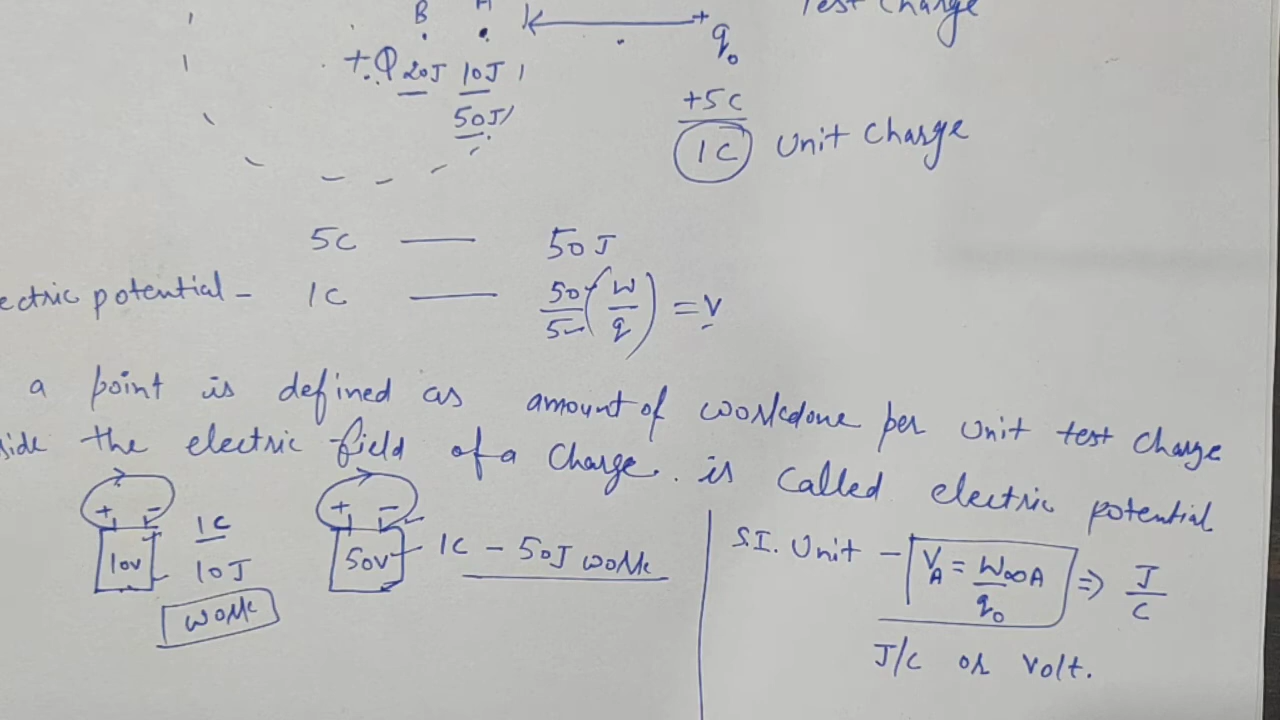 B A Test Charge
+Q 20J 10J q₀
50J
+5C
1C Unit Charge
5C — 50J
ectric potential - 1C — 50/5 (W/q) = V
a point is defined as amount of workdone per unit test charge
side the electric field of a charge. is called electric potential
+ - 1C + - 1C - 50J work
10V 10J 50V
work
S.I. Unit - V_A = W∞A/q₀ ⇒ J/C
J/C or volt.